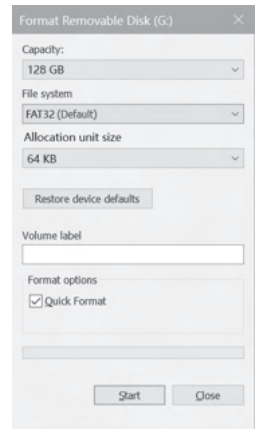 Format Removable Disk (G:)
Capacity:
128 GB
File system
FAT32 (Default)
Allocation unit size
64 KB
Restore device defaults
Volume label
Format options
Quick Format
Start
Close